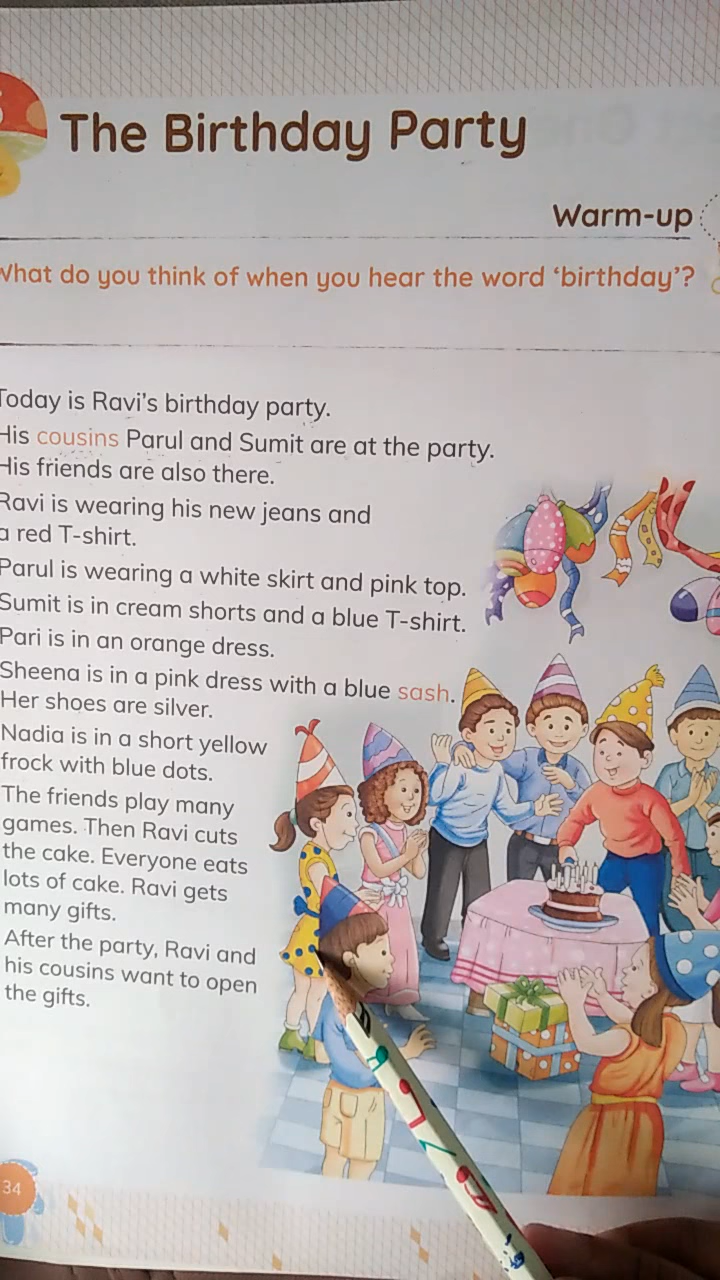 The Birthday Party
Warm-up
What do you think of when you hear the word ‘birthday’?
Today is Ravi's birthday party.
His cousins Parul and Sumit are at the party.
His friends are also there.
Ravi is wearing his new jeans and
a red T-shirt.
Parul is wearing a white skirt and pink top.
Sumit is in cream shorts and a blue T-shirt.
Pari is in an orange dress.
Sheena is in a pink dress with a blue sash.
Her shoes are silver.
Nadia is in a short yellow
frock with blue dots.
The friends play many
games. Then Ravi cuts
the cake. Everyone eats
lots of cake. Ravi gets
many gifts.
After the party, Ravi and
his cousins want to open
the gifts.
34